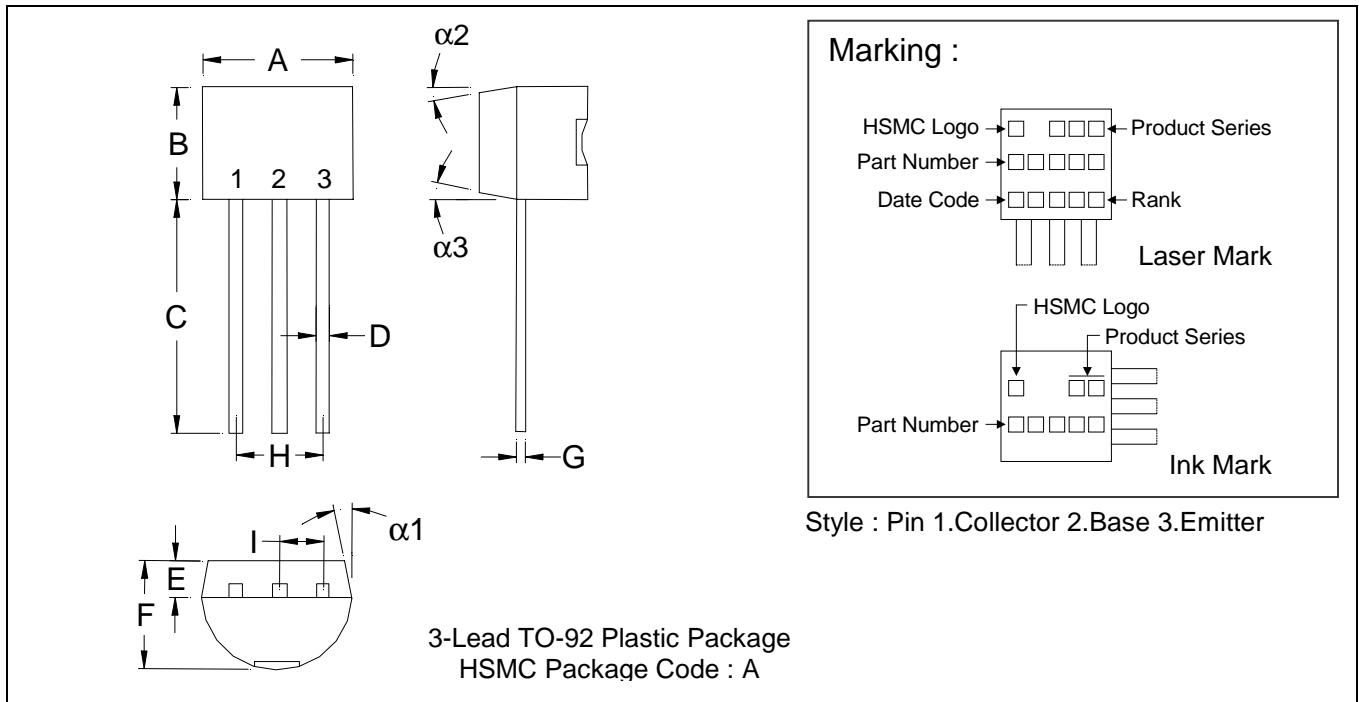 α2
A
B
1 2 3
α3
C
D
H
G
α1
I
E
F
3-Lead TO-92 Plastic Package
HSMC Package Code : A
Marking :
HSMC Logo
Product Series
Part Number
Date Code
Rank
Laser Mark
HSMC Logo
Product Series
Part Number
Ink Mark
Style : Pin 1.Collector 2.Base 3.Emitter